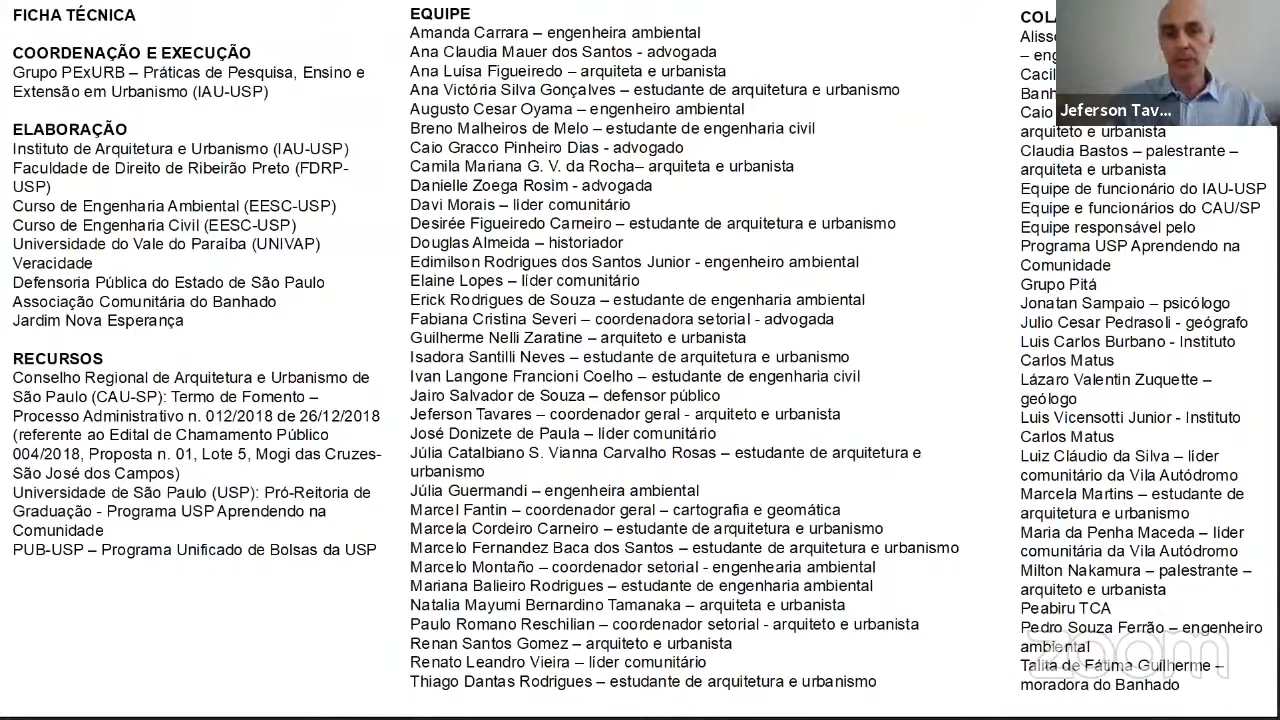 FICHA TÉCNICA
COORDENAÇÃO E EXECUÇÃO
Grupo PExURB – Práticas de Pesquisa, Ensino e
Extensão em Urbanismo (IAU-USP)
ELABORAÇÃO
Instituto de Arquitetura e Urbanismo (IAU-USP)
Faculdade de Direito de Ribeirão Preto (FDRP-
USP)
Curso de Engenharia Ambiental (EESC-USP)
Curso de Engenharia Civil (EESC-USP)
Universidade do Vale do Paraíba (UNIVAP)
Veracidade
Defensoria Pública do Estado de São Paulo
Associação Comunitária do Banhado
Jardim Nova Esperança
RECURSOS
Conselho Regional de Arquitetura e Urbanismo de
São Paulo (CAU-SP): Termo de Fomento –
Processo Administrativo n. 012/2018 de 26/12/2018
(referente ao Edital de Chamamento Público
004/2018, Proposta n. 01, Lote 5, Mogi das Cruzes-
São José dos Campos)
Universidade de São Paulo (USP): Pró-Reitoria de
Graduação - Programa USP Aprendendo na
Comunidade
PUB-USP – Programa Unificado de Bolsas da USP
EQUIPE
Amanda Carrara – engenheira ambiental
Ana Claudia Mauer dos Santos - advogada
Ana Luísa Figueiredo – arquiteta e urbanista
Ana Victória Silva Gonçalves – estudante de arquitetura e urbanismo
Augusto Cesar Oyama – engenheiro ambiental
Breno Malheiros de Melo – estudante de engenharia civil
Caio Gracco Pinheiro Dias - advogado
Camila Mariana G. V. da Rocha– arquiteta e urbanista
Danielle Zoega Rosim - advogada
Davi Morais – líder comunitário
Desirée Figueiredo Carneiro – estudante de arquitetura e urbanismo
Douglas Almeida – historiador
Edimilson Rodrigues dos Santos Junior - engenheiro ambiental
Elaine Lopes – líder comunitário
Erick Rodrigues de Souza – estudante de engenharia ambiental
Fabiana Cristina Severi – coordenadora setorial - advogada
Guilherme Nelli Zaratine – arquiteto e urbanista
Isadora Santilli Neves – estudante de arquitetura e urbanismo
Ivan Langone Francioni Coelho – estudante de engenharia civil
Jairo Salvador de Souza – defensor público
Jeferson Tavares – coordenador geral - arquiteto e urbanista
José Donizete de Paula – líder comunitário
Júlia Catalbiano S. Vianna Carvalho Rosas – estudante de arquitetura e
urbanismo
Júlia Guermandi – engenheira ambiental
Marcel Fantin – coordenador geral – cartografia e geomática
Marcela Cordeiro Carneiro – estudante de arquitetura e urbanismo
Marcelo Fernandez Baca dos Santos – estudante de arquitetura e urbanismo
Marcelo Montaño – coordenador setorial - engenhearia ambiental
Mariana Balieiro Rodrigues – estudante de engenharia ambiental
Natalia Mayumi Bernardino Tamanaka – arquiteta e urbanista
Paulo Romano Reschilian – coordenador setorial - arquiteto e urbanista
Renan Santos Gomez – arquiteto e urbanista
Renato Leandro Vieira – líder comunitário
Thiago Dantas Rodrigues – estudante de arquitetura e urbanismo
COLA
Alisso
– eng
Cacil
Banh
Caio
arquiteto e urbanista
Claudia Bastos – palestrante –
arquiteta e urbanista
Equipe de funcionário do IAU-USP
Equipe e funcionários do CAU/SP
Equipe responsável pelo
Programa USP Aprendendo na
Comunidade
Grupo Pitá
Jonatan Sampaio – psicólogo
Julio Cesar Pedrasoli - geógrafo
Luis Carlos Burbano - Instituto
Carlos Matus
Lázaro Valentin Zuquette –
geólogo
Luis Vicensotti Junior - Instituto
Carlos Matus
Luiz Cláudio da Silva – líder
comunitário da Vila Autódromo
Marcela Martins – estudante de
arquitetura e urbanismo
Maria da Penha Maceda – líder
comunitária da Vila Autódromo
Milton Nakamura – palestrante –
arquiteto e urbanista
Peabiru TCA
Pedro Souza Ferrão – engenheiro
ambiental
Talita de Fátima Guilherme –
moradora do Banhado
Jeferson Tav...
zoom